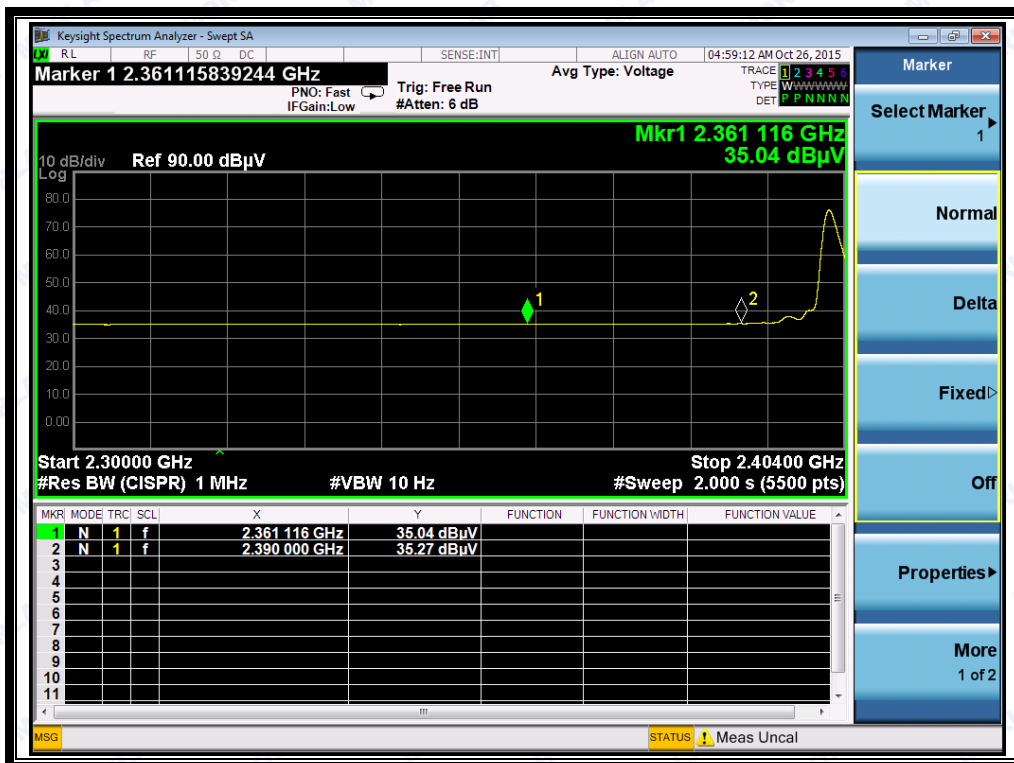 Keysight Spectrum Analyzer - Swept SA
LXI RL RF 50 Ω DC SENSE:INT ALIGN AUTO 04:59:12 AM Oct 26, 2015
Marker 1 2.361115839244 GHz
Avg Type: Voltage
TRACE 1 2 3 4 5 6
PNO: Fast
Trig: Free Run
TYPE WWWWWWW
IFGain:Low
#Atten: 6 dB
DET P P N N N N
Mkr1 2.361 116 GHz
35.04 dBµV
10 dB/div Ref 90.00 dBµV
Log
80.0
70.0
60.0
50.0
40.0
30.0
20.0
10.0
0.00
1
2
Start 2.30000 GHz Stop 2.40400 GHz
#Res BW (CISPR) 1 MHz #VBW 10 Hz #Sweep 2.000 s (5500 pts)
MKR MODE TRC SCL X Y FUNCTION FUNCTION WIDTH FUNCTION VALUE
1 N 1 f 2.361 116 GHz 35.04 dBµV
2 N 1 f 2.390 000 GHz 35.27 dBµV
3
4
5
6
7
8
9
10
11
MSG STATUS Meas Uncal
Marker
Select Marker
1
Normal
Delta
Fixed
Off
Properties
More
1 of 2